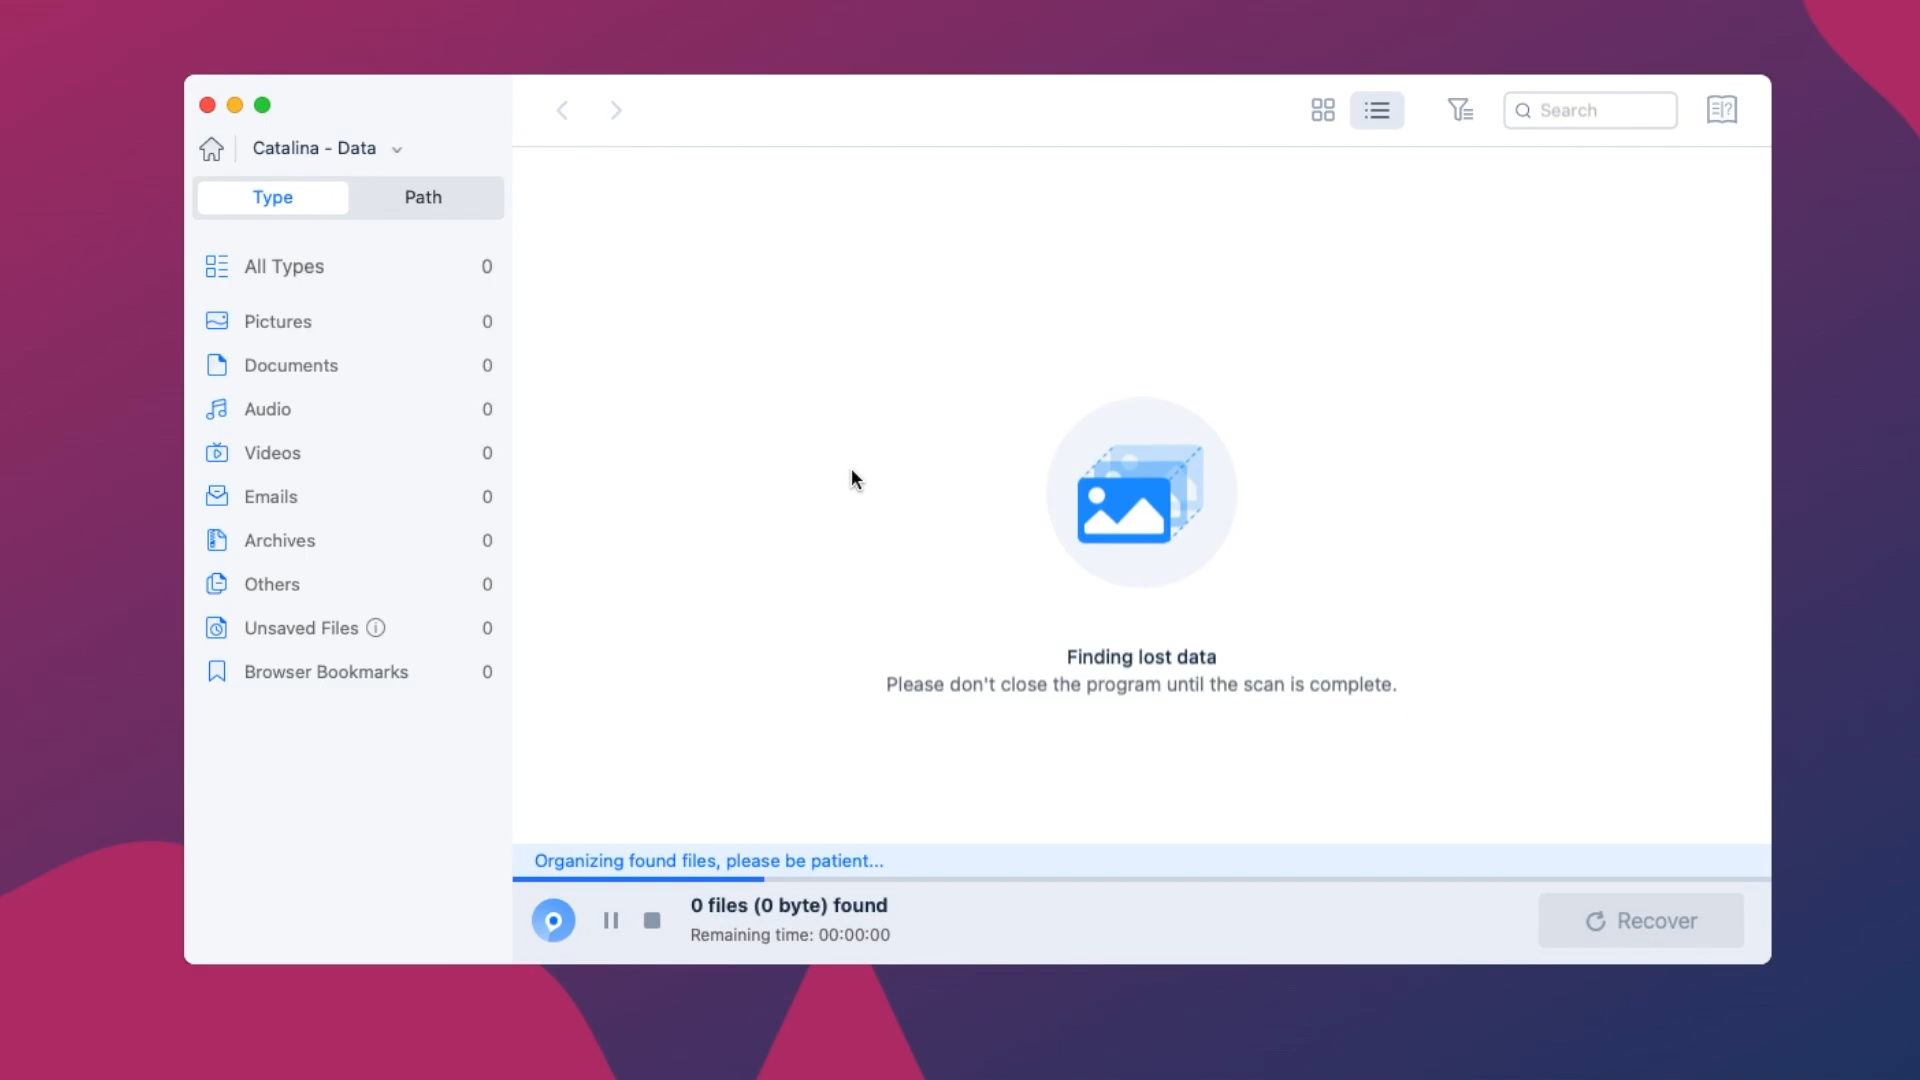 Catalina - Data
Type
Path
Search
All Types 0
Pictures 0
Documents 0
Audio 0
Videos 0
Emails 0
Archives 0
Others 0
Unsaved Files 0
Browser Bookmarks 0
Finding lost data
Please don't close the program until the scan is complete.
Organizing found files, please be patient...
0 files (0 byte) found
Remaining time: 00:00:00
Recover